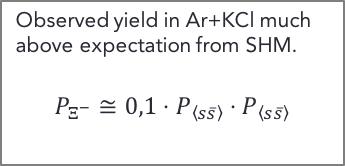 Observed yield in Ar+KCl much
above expectation from SHM.
P_{Ξ⁻} ≅ 0,1 · P_{⟨ss̄⟩} · P_{⟨ss̄⟩}